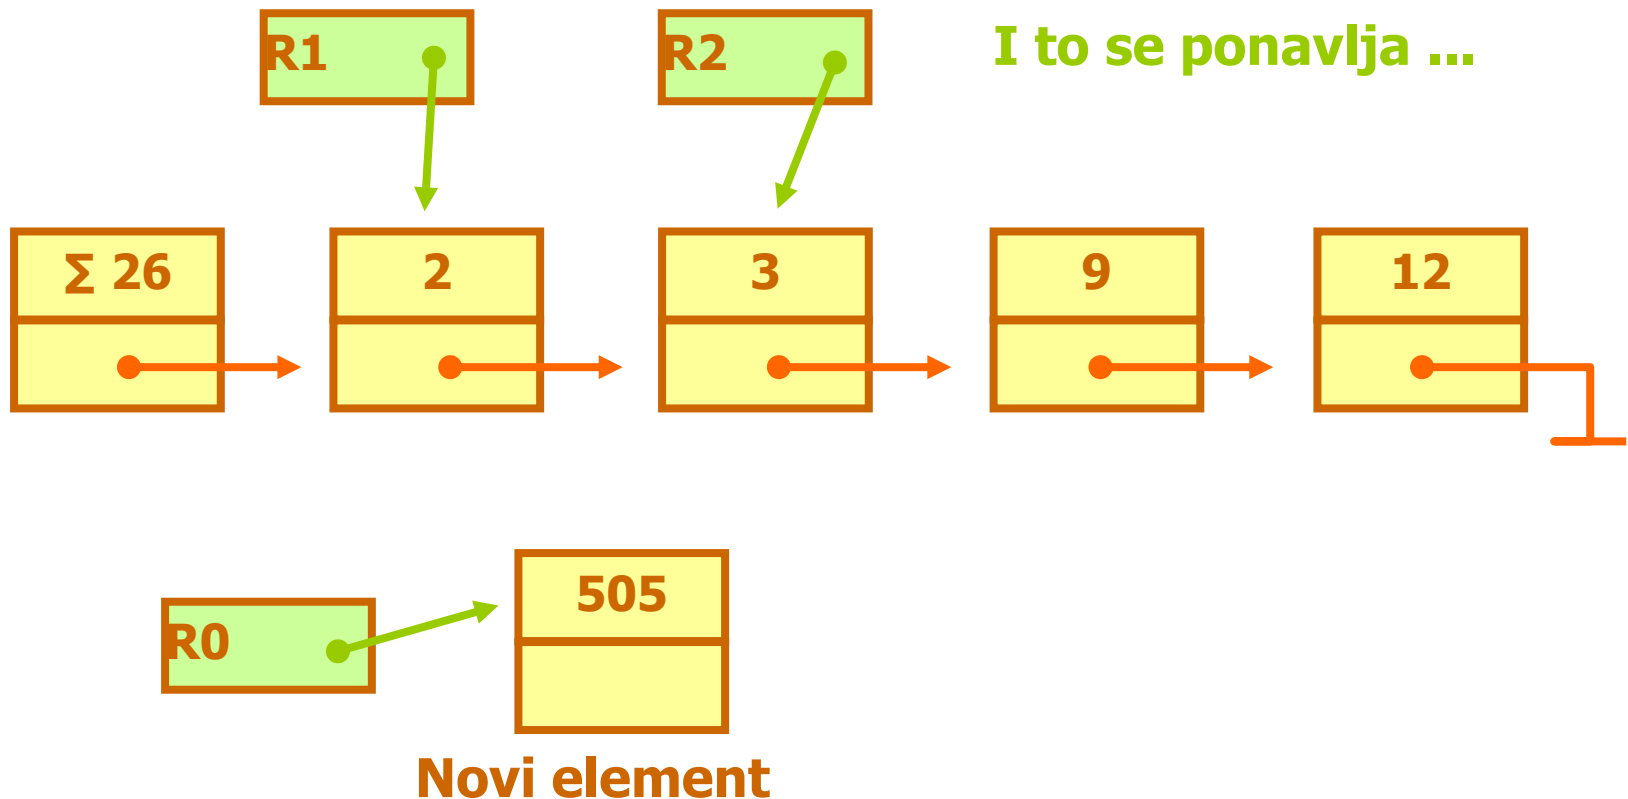 R1
R2
I to se ponavlja ...
∑ 26
2
3
9
12
R0
505
Novi element